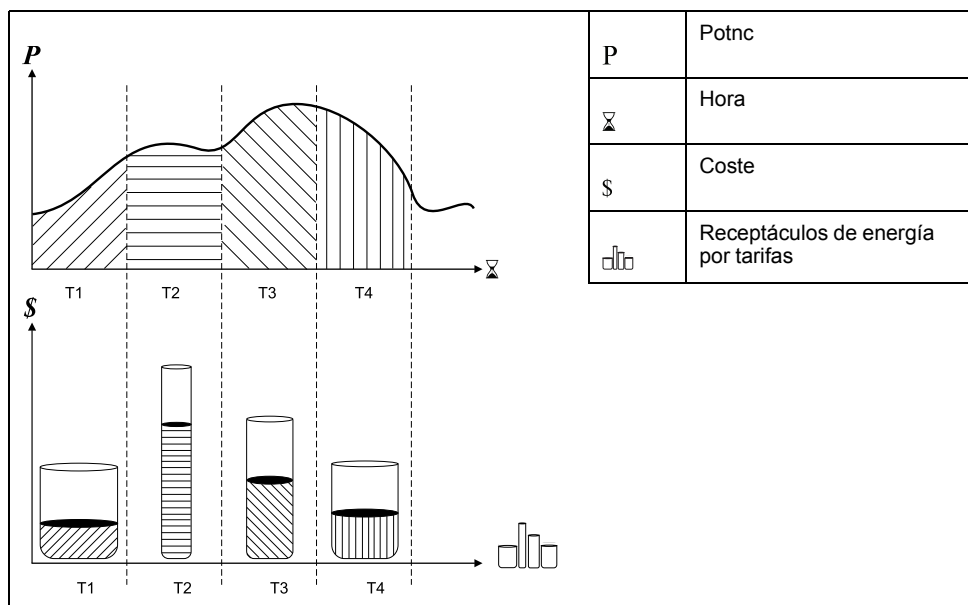 P
T1 T2 T3 T4
$
T1 T2 T3 T4
P Potnc
Hora
$ Coste
Receptáculos de energía
por tarifas